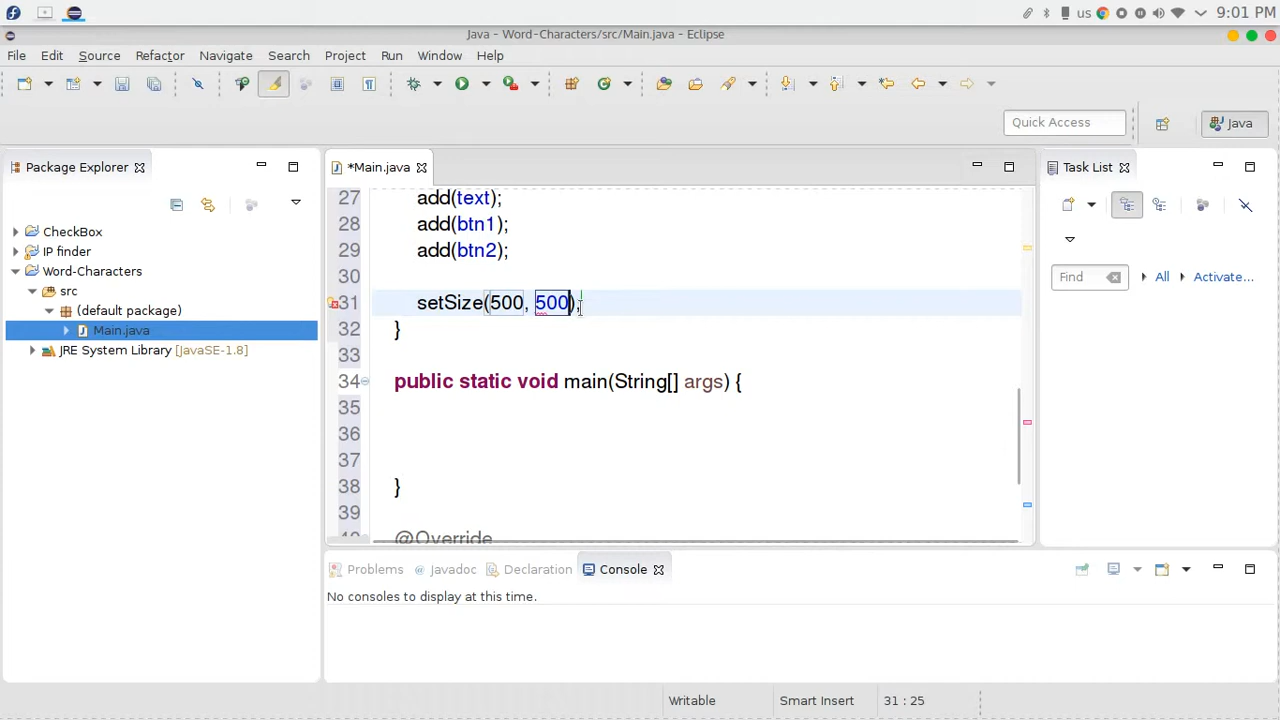 us 9:01 PM
Java - Word-Characters/src/Main.java - Eclipse
File Edit Source Refactor Navigate Search Project Run Window Help
Quick Access Java
Package Explorer *Main.java Task List
27 add(text);
CheckBox 28 add(btn1);
IP finder 29 add(btn2);
Word-Characters 30 Find All Activate...
src
(default package) 31 setSize(500, 500);
Main.java 32 }
JRE System Library [JavaSE-1.8] 33
34 public static void main(String[] args) {
35
36
37
38 }
39
@Override
Problems Javadoc Declaration Console
No consoles to display at this time.
Writable Smart Insert 31 : 25